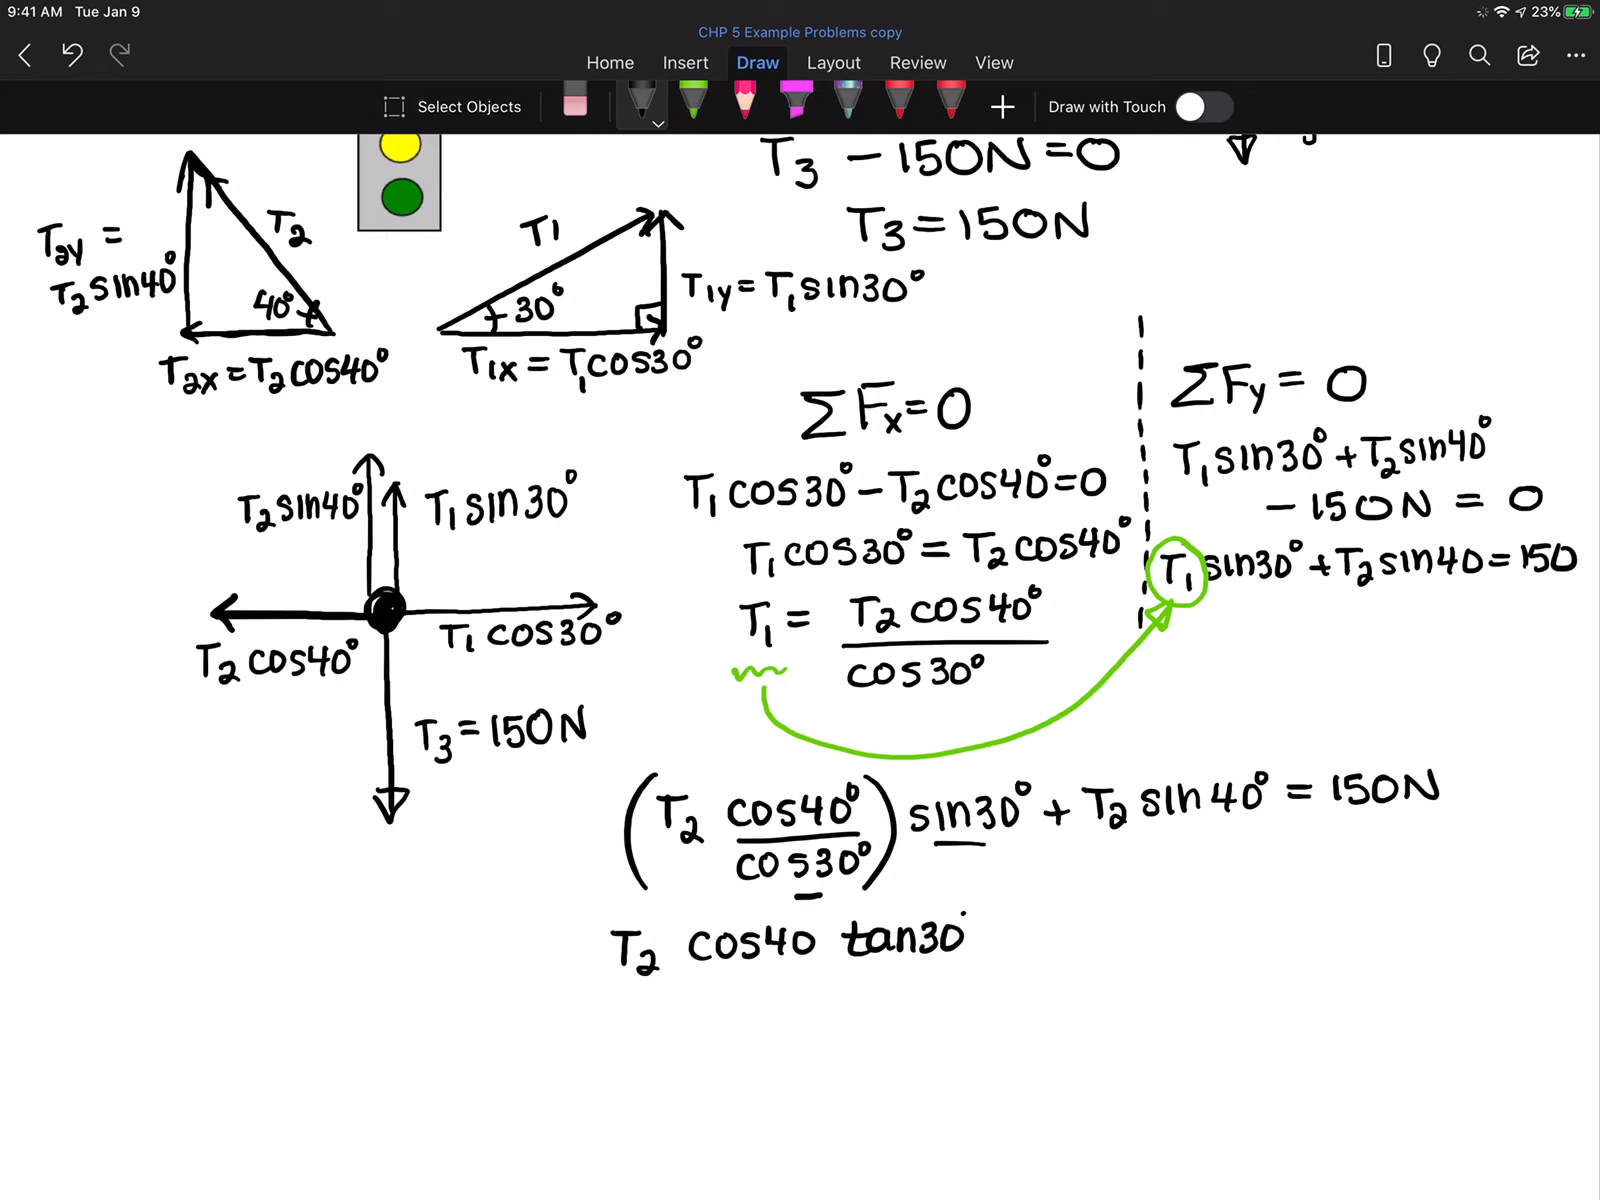 9:41 AM Tue Jan 9
23%
CHP 5 Example Problems copy
Home Insert Draw Layout Review View
Select Objects
Draw with Touch
T3 − 150N = 0
T3 = 150N
T2y =
T2 sin40°
T2
40°
T2x = T2 cos40°
T1
30°
T1y = T1 sin30°
T1x = T1 cos30°
ΣFx = 0
T1 cos30° − T2 cos40° = 0
T1 cos30° = T2 cos40°
T1 = T2 cos40°
cos30°
ΣFy = 0
T1 sin30° + T2 sin40°
− 150N = 0
T1 sin30° + T2 sin40 = 150
T2 sin40°
T1 sin30°
T2 cos40°
T1 cos30°
T3 = 150N
(T2 cos40° / cos30°) sin30° + T2 sin40° = 150N
T2 cos40 tan30